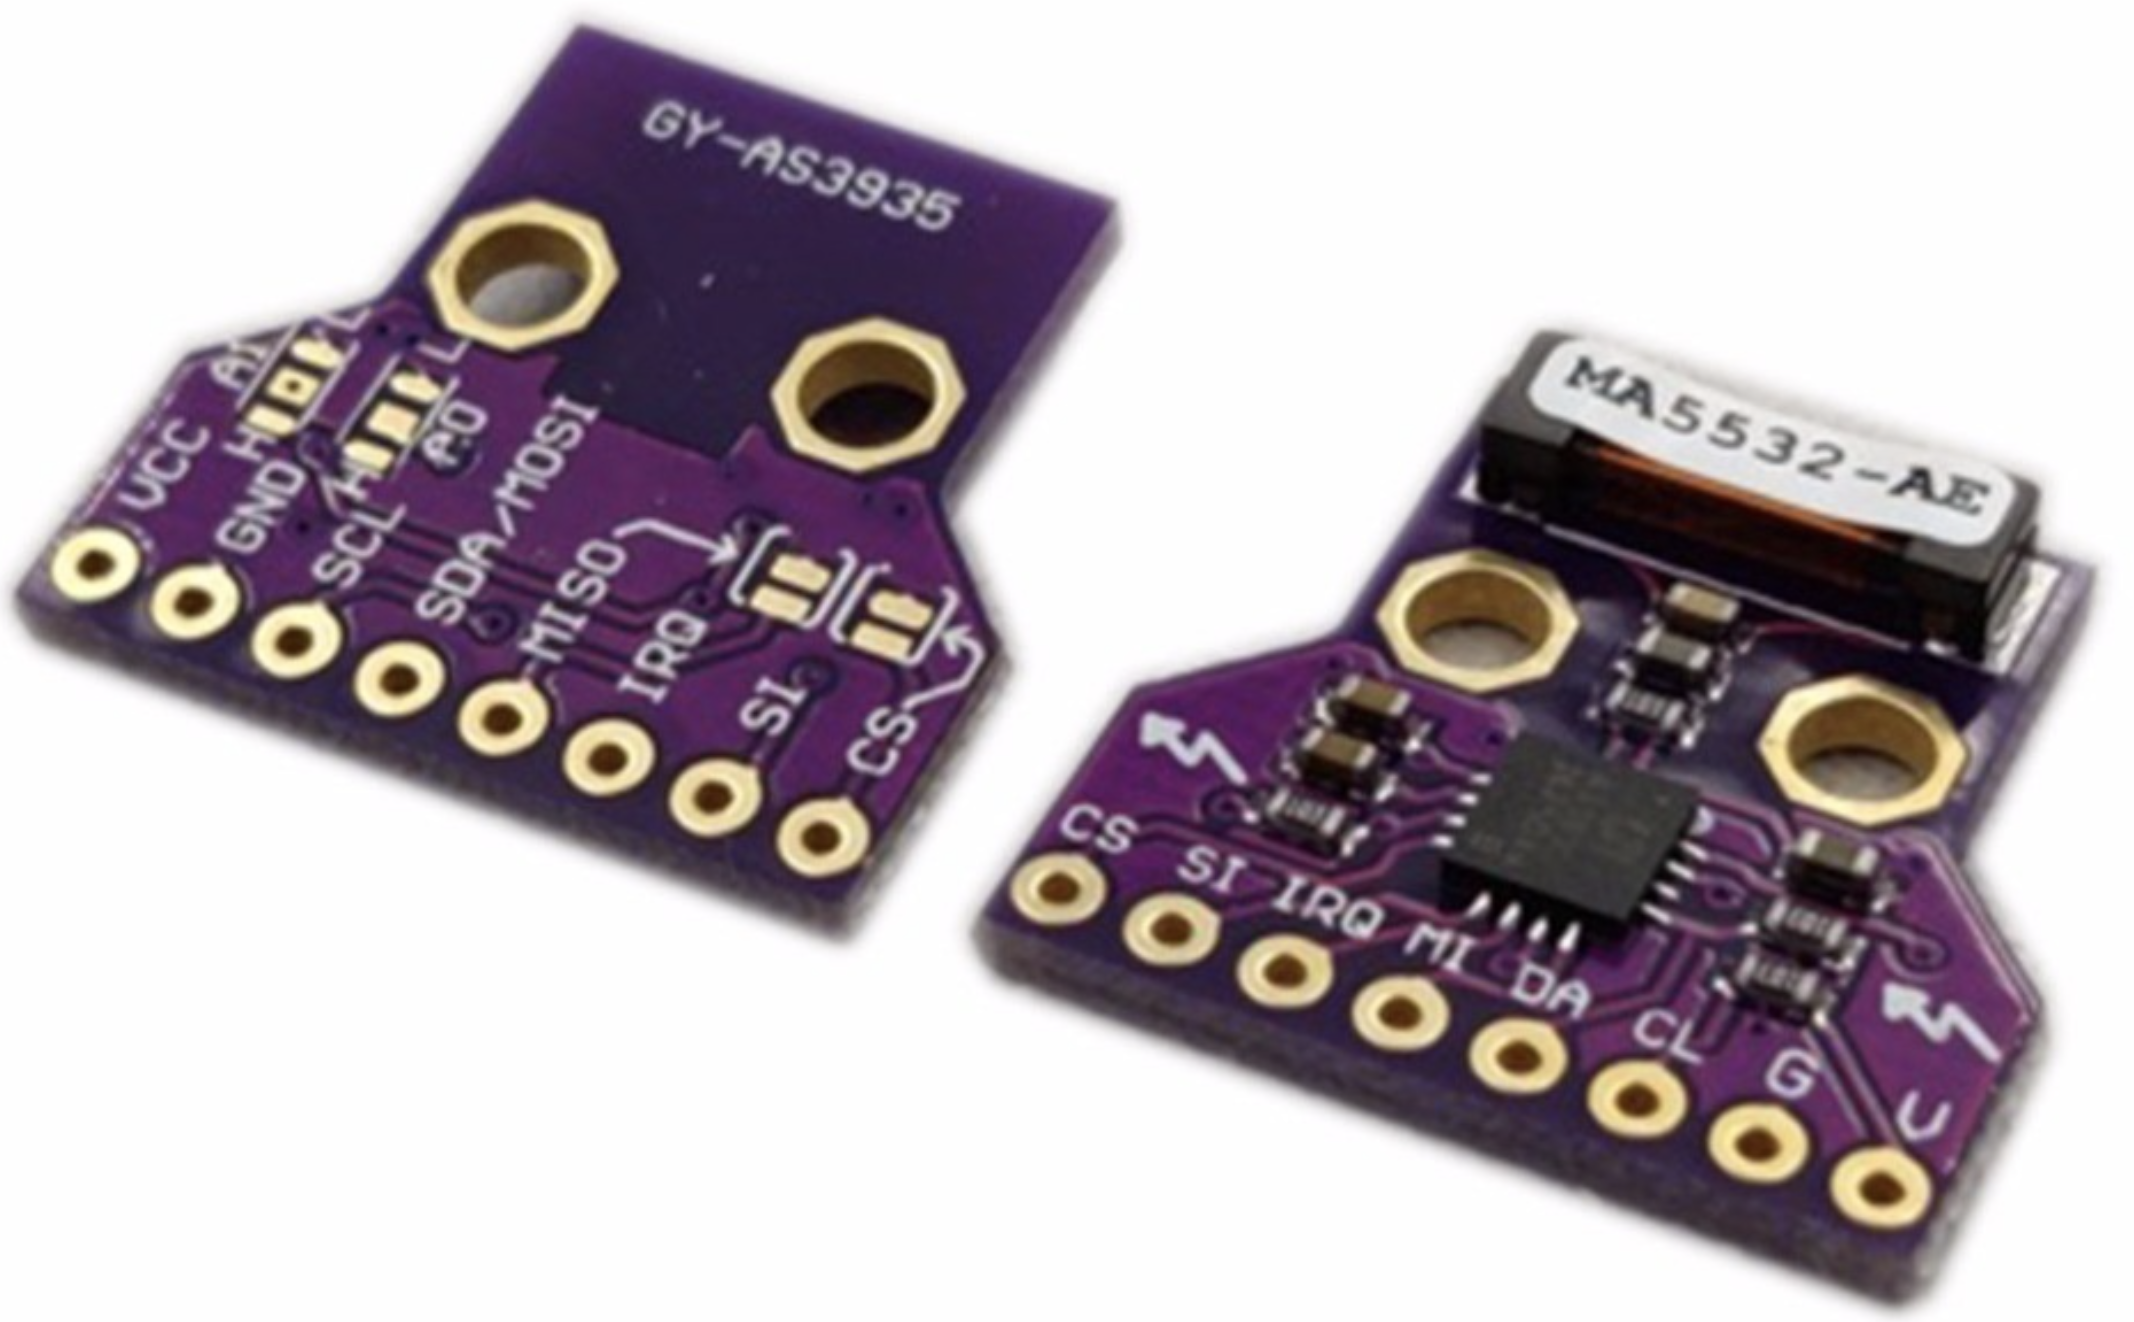 GY-AS3935
A1
L
L
H
H
A0
VCC
GND
SCL
SDA/MOSI
MISO
IRQ
SI
CS
MA5532-AE
CS
SI
IRQ
MI
DA
CL
G
V